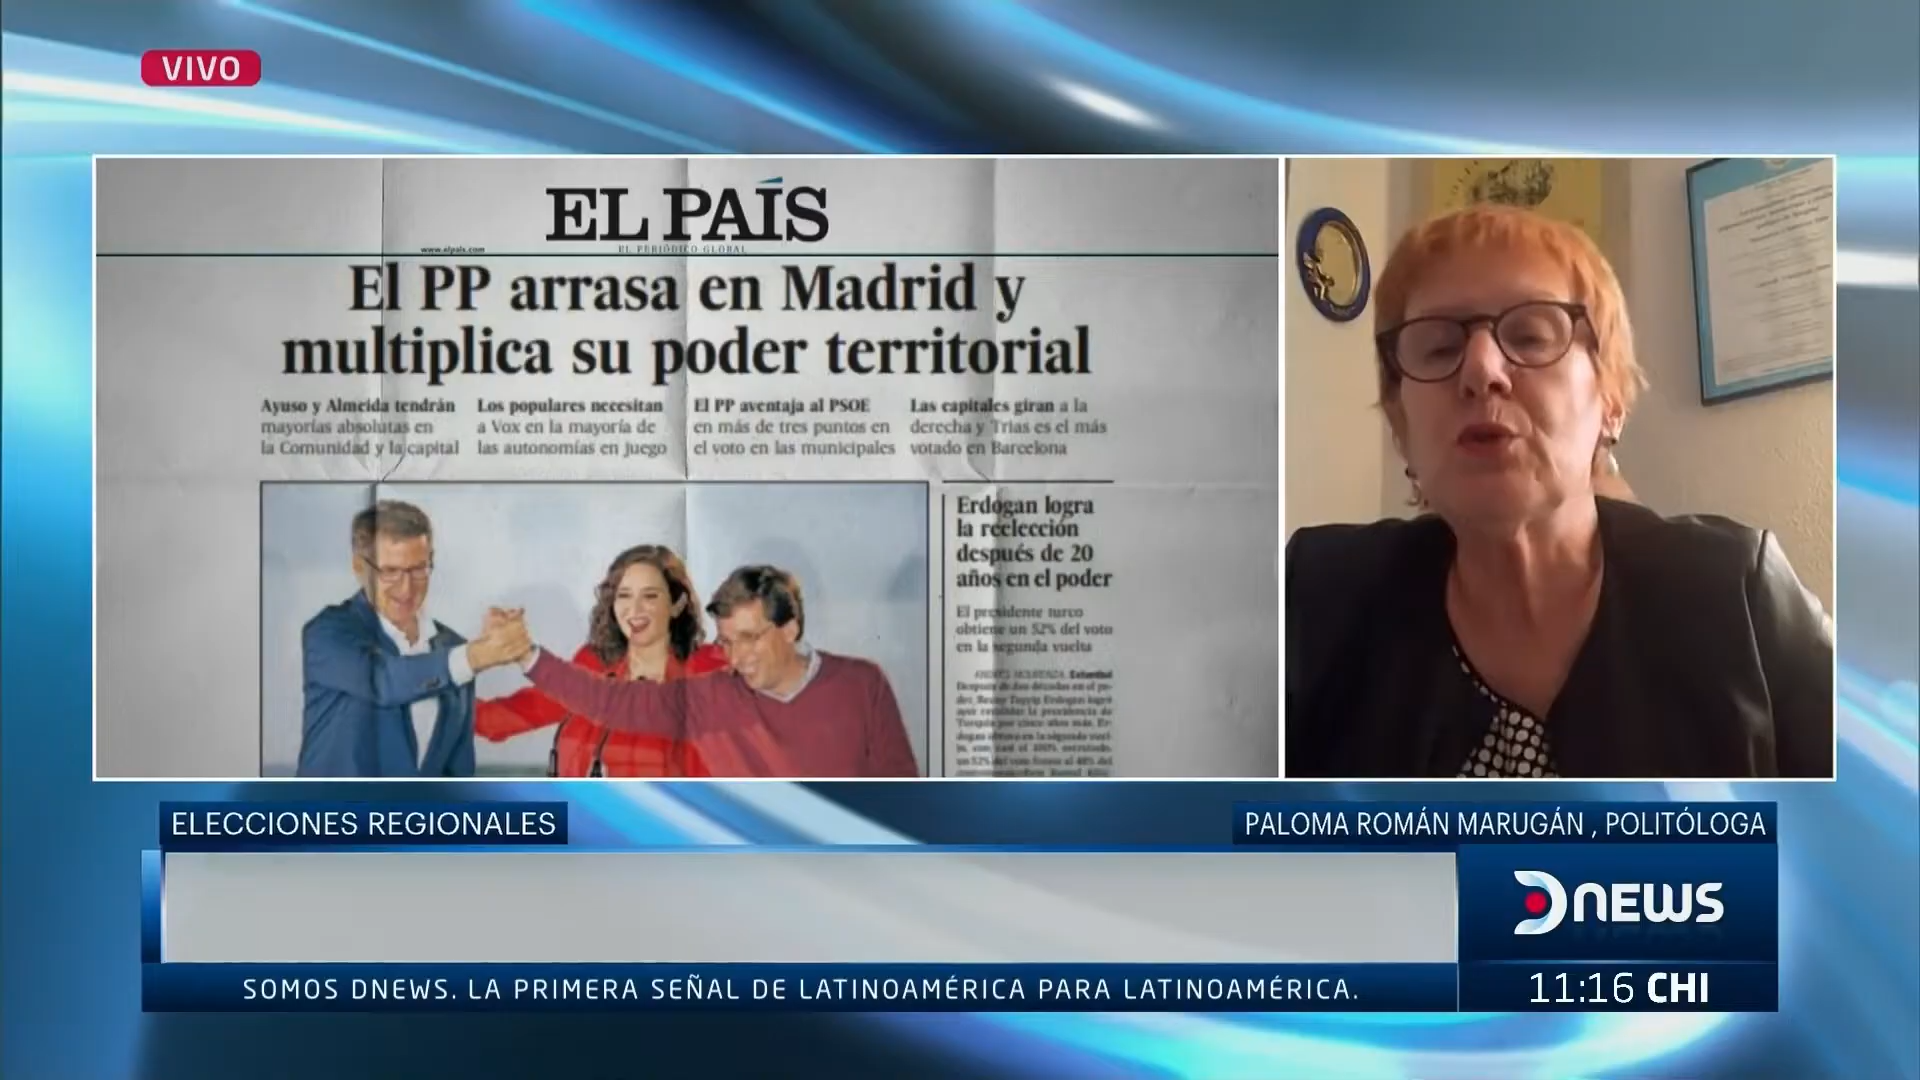 VIVO
EL PAÍS
www.elpais.com
EL PERIÓDICO GLOBAL
El PP arrasa en Madrid y
multiplica su poder territorial
Ayuso y Almeida tendrán
mayorías absolutas en
la Comunidad y la capital
Los populares necesitan
a Vox en la mayoría de
las autonomías en juego
El PP aventaja al PSOE
en más de tres puntos en
el voto en las municipales
Las capitales giran a la
derecha y Trias es el más
votado en Barcelona
Erdogan logra
la reelección
después de 20
años en el poder
El presidente turco
obtiene un 52% del voto
en la segunda vuelta
ELECCIONES REGIONALES
PALOMA ROMÁN MARUGÁN , POLITÓLOGA
DNEWS
SOMOS DNEWS. LA PRIMERA SEÑAL DE LATINOAMÉRICA PARA LATINOAMÉRICA.
11:16 CHI